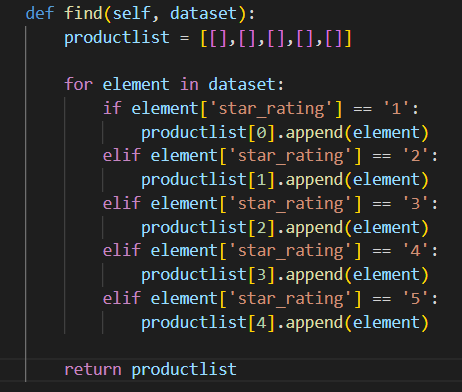 def find(self, dataset):
    productlist = [[],[],[],[],[]]

    for element in dataset:
        if element['star_rating'] == '1':
            productlist[0].append(element)
        elif element['star_rating'] == '2':
            productlist[1].append(element)
        elif element['star_rating'] == '3':
            productlist[2].append(element)
        elif element['star_rating'] == '4':
            productlist[3].append(element)
        elif element['star_rating'] == '5':
            productlist[4].append(element)

    return productlist